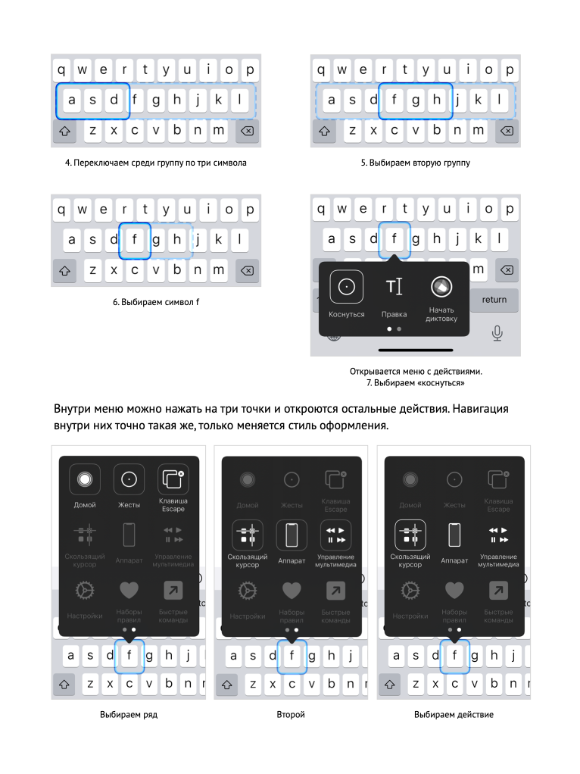 q w e r t y u i o p
a s d f g h j k l
z x c v b n m
4. Переключаем среди группу по три символа
q w e r t y u i o p
a s d f g h j k l
z x c v b n m
5. Выбираем вторую группу
q w e r t y u i o p
a s d f g h j k l
z x c v b n m
6. Выбираем символ f
q w e r t y u i o p
a s d f g h j k l
m
Коснуться
Правка
Начать
диктовку
return
Открывается меню с действиями.
7. Выбираем «коснуться»
Внутри меню можно нажать на три точки и откроются остальные действия. Навигация
внутри них точно такая же, только меняется стиль оформления.
Домой Жесты Клавиша
Escape
Скользящий
курсор
Аппарат
Управление
мультимедиа
Настройки
Наборы
правил
Быстрые
команды
a s d f g h j
z x c v b n
Выбираем ряд
Домой Жесты Клавиша
Escape
Скользящий
курсор
Аппарат
Управление
мультимедиа
Настройки
Наборы
правил
Быстрые
команды
a s d f g h j
z x c v b n
Второй
Домой Жесты Клавиша
Escape
Скользящий
курсор
Аппарат
Управление
мультимедиа
Настройки
Наборы
правил
Быстрые
команды
a s d f g h j
z x c v b n
Выбираем действие